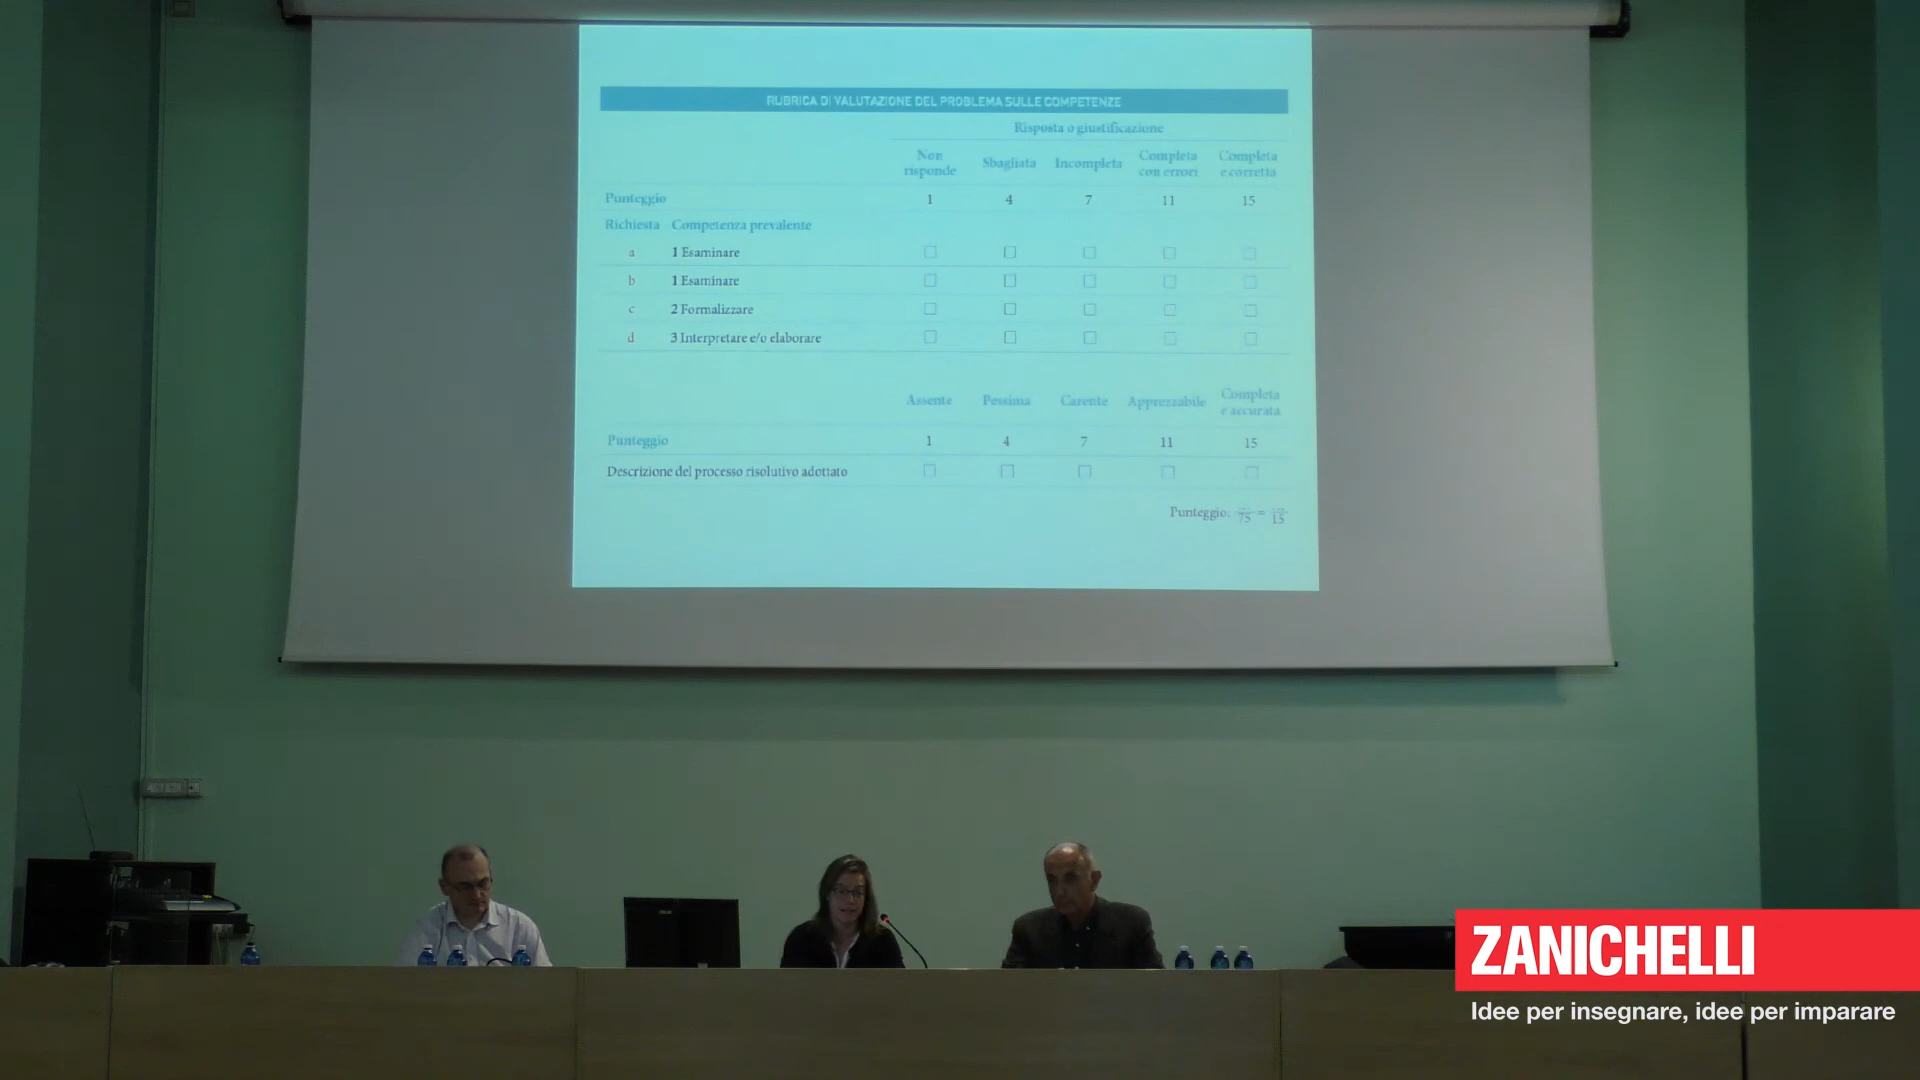 RUBRICA DI VALUTAZIONE DEL PROBLEMA SULLE COMPETENZE
Risposta o giustificazione
Non risponde Sbagliata Incompleta Completa con errori Completa e corretta
Punteggio 1 4 7 11 15
Richiesta Competenza prevalente
a 1 Esaminare
b 1 Esaminare
c 2 Formalizzare
d 3 Interpretare e/o elaborare
Assente Pessima Carente Apprezzabile Completa e accurata
Punteggio 1 4 7 11 15
Descrizione del processo risolutivo adottato
Punteggio: ---/75 = ---/15
ZANICHELLI
Idee per insegnare, idee per imparare